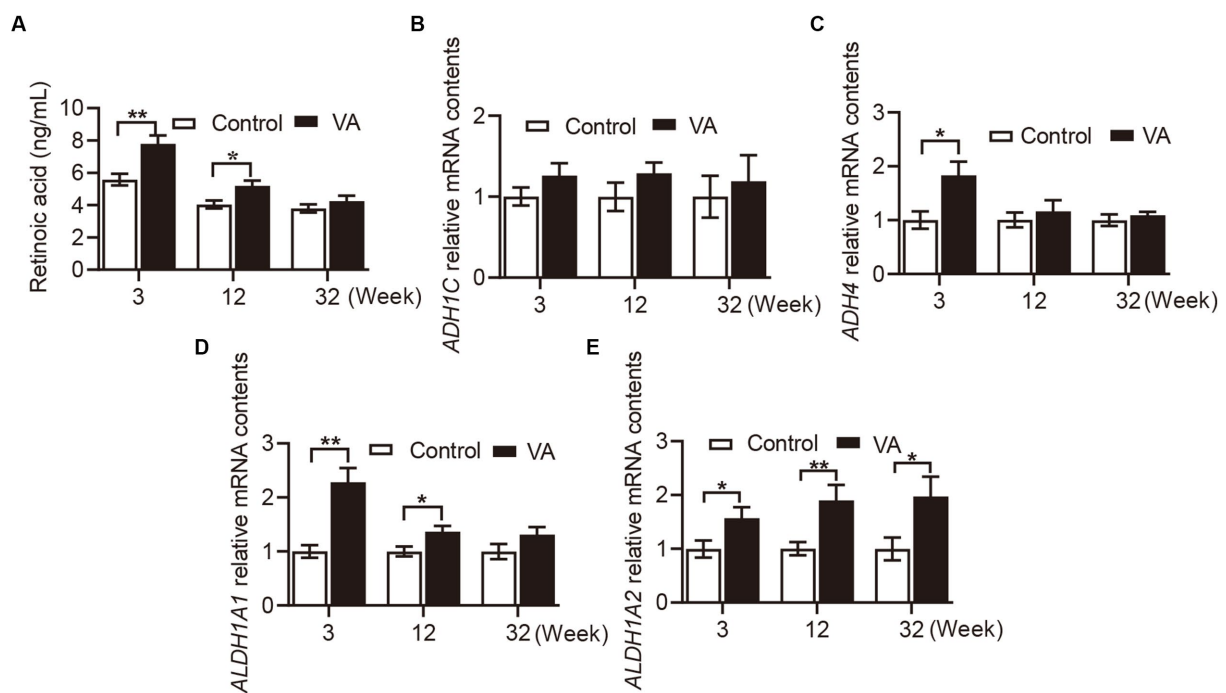 A
Retinoic acid (ng/mL)
10
8
6
4
2
0
**
*
Control
VA
3
12
32 (Week)
B
ADH1C relative mRNA contents
2
1
0
Control
VA
3
12
32 (Week)
C
ADH4 relative mRNA contents
3
2
1
0
*
Control
VA
3
12
32 (Week)
D
ALDH1A1 relative mRNA contents
3
2
1
0
**
*
Control
VA
3
12
32 (Week)
E
ALDH1A2 relative mRNA contents
3
2
1
0
Control
VA
*
**
*
3
12
32 (Week)